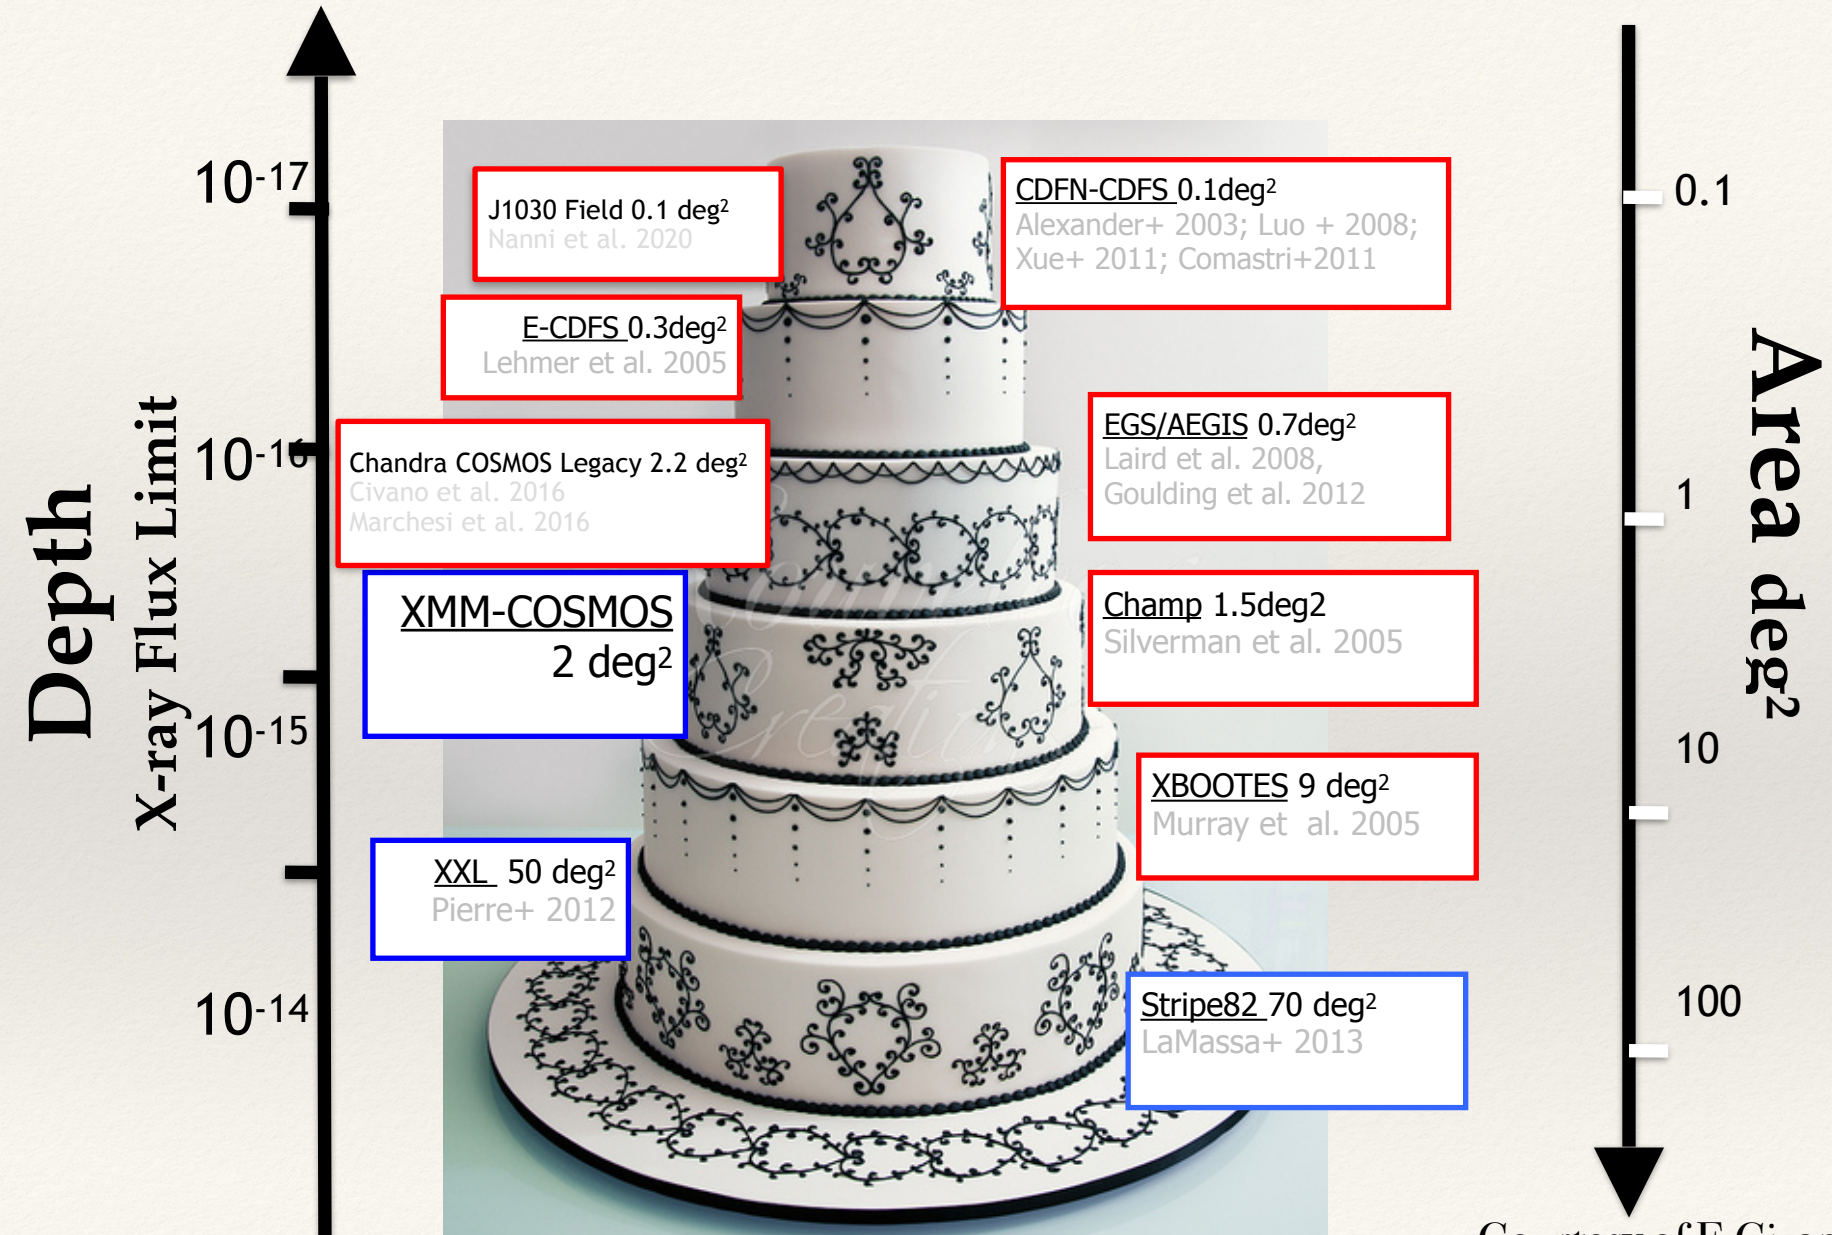 Depth
X-ray Flux Limit
10-17
10-16
10-15
10-14
J1030 Field 0.1 deg2
Nanni et al. 2020
E-CDFS 0.3deg2
Lehmer et al. 2005
Chandra COSMOS Legacy 2.2 deg2
Civano et al. 2016
Marchesi et al. 2016
XMM-COSMOS
2 deg2
XXL 50 deg2
Pierre+ 2012
CDFN-CDFS 0.1deg2
Alexander+ 2003; Luo + 2008;
Xue+ 2011; Comastri+2011
EGS/AEGIS 0.7deg2
Laird et al. 2008,
Goulding et al. 2012
Champ 1.5deg2
Silverman et al. 2005
XBOOTES 9 deg2
Murray et al. 2005
Stripe82 70 deg2
LaMassa+ 2013
0.1
1
10
100
Area deg2
Creations